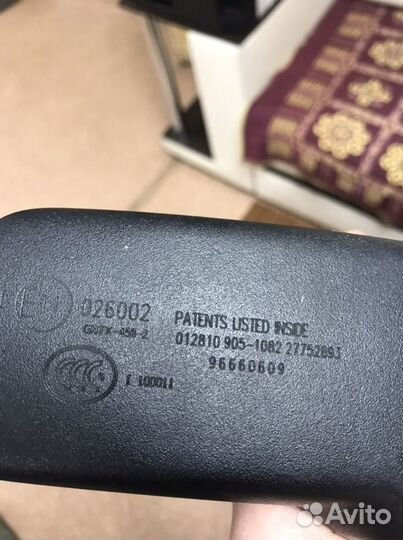 026002
PATENTS LISTED INSIDE
012810 905-1082 27752893
96660609
Avito